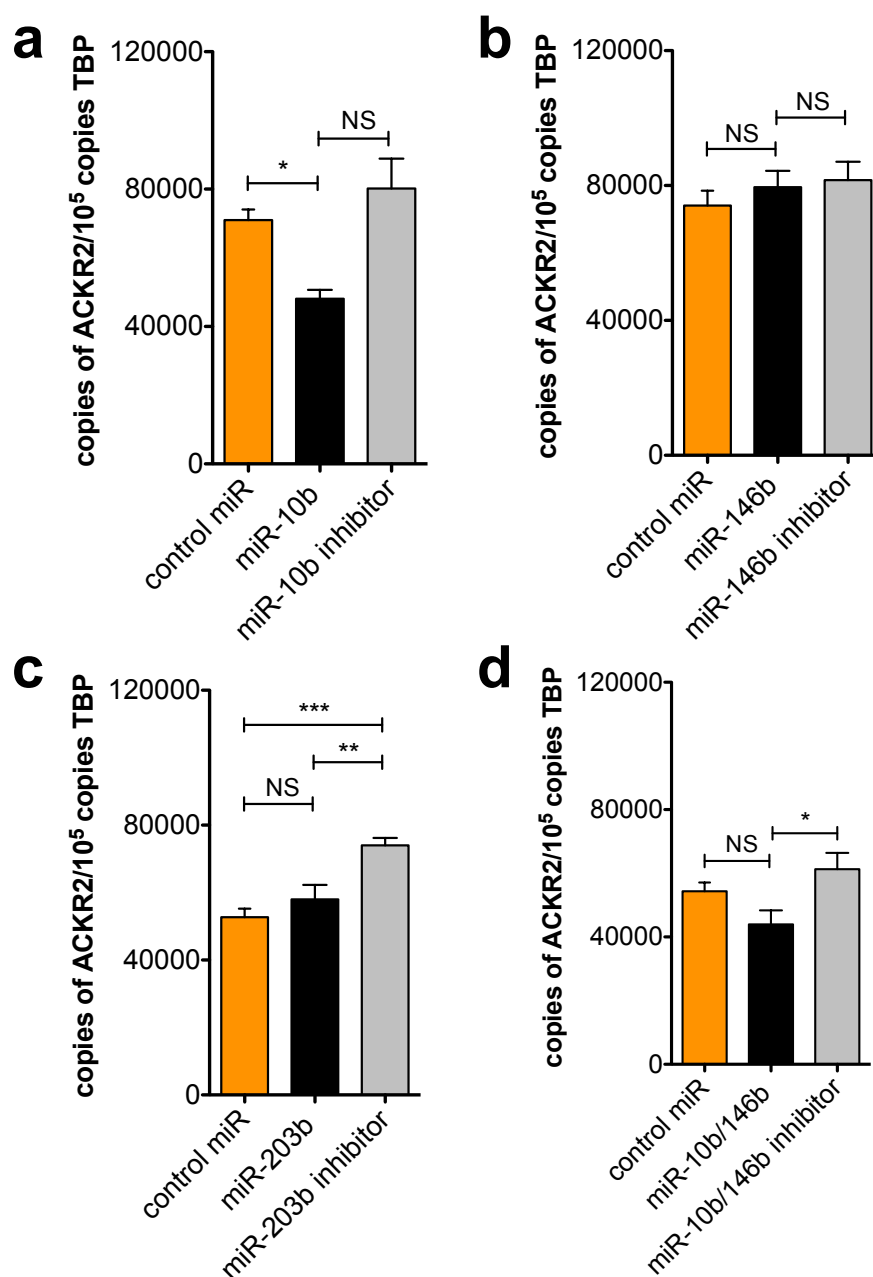 a
copies of ACKR2/10⁵ copies TBP
120000
80000
40000
0
*
NS
control miR
miR-10b
miR-10b inhibitor
b
copies of ACKR2/10⁵ copies TBP
120000
80000
40000
0
NS
NS
control miR
miR-146b
miR-146b inhibitor
c
copies of ACKR2/10⁵ copies TBP
120000
80000
40000
0
***
**
NS
control miR
miR-203b
miR-203b inhibitor
d
copies of ACKR2/10⁵ copies TBP
120000
80000
40000
0
NS
*
control miR
miR-10b/146b
miR-10b/146b inhibitor